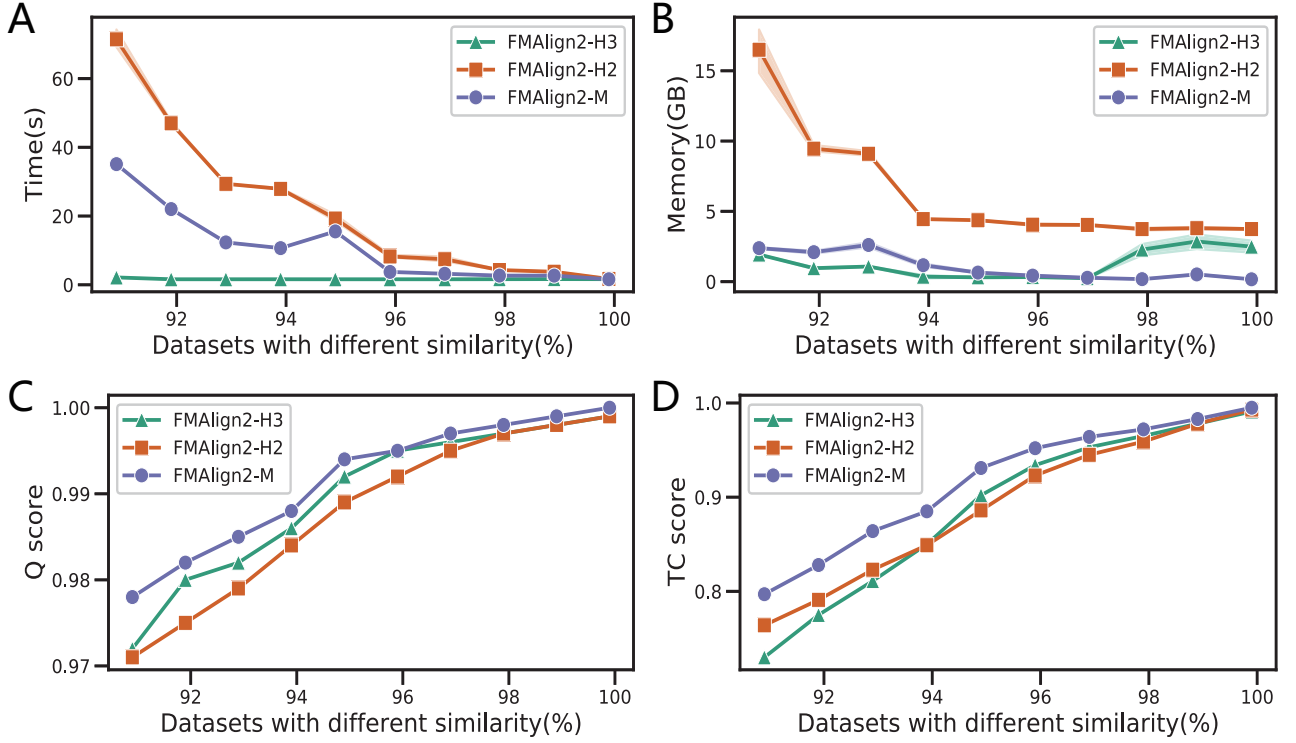 A
FMAlign2-H3
FMAlign2-H2
FMAlign2-M
Time(s)
60
40
20
0
92
94
96
98
100
Datasets with different similarity(%)
B
FMAlign2-H3
FMAlign2-H2
FMAlign2-M
Memory(GB)
15
10
5
0
92
94
96
98
100
Datasets with different similarity(%)
C
FMAlign2-H3
FMAlign2-H2
FMAlign2-M
Q score
1.00
0.99
0.98
0.97
92
94
96
98
100
Datasets with different similarity(%)
D
FMAlign2-H3
FMAlign2-H2
FMAlign2-M
TC score
1.0
0.9
0.8
92
94
96
98
100
Datasets with different similarity(%)